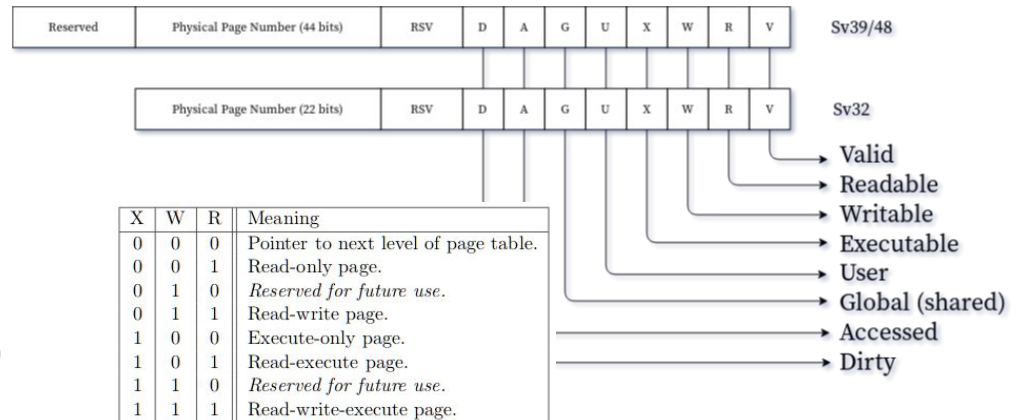 Reserved Physical Page Number (44 bits) RSV D A G U X W R V Sv39/48
Physical Page Number (22 bits) RSV D A G U X W R V Sv32
Valid
Readable
Writable
Executable
User
Global (shared)
Accessed
Dirty
X W R Meaning
0 0 0 Pointer to next level of page table.
0 0 1 Read-only page.
0 1 0 Reserved for future use.
0 1 1 Read-write page.
1 0 0 Execute-only page.
1 0 1 Read-execute page.
1 1 0 Reserved for future use.
1 1 1 Read-write-execute page.